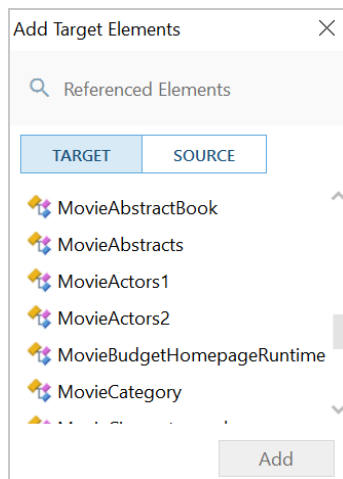 Add Target Elements
Referenced Elements
TARGET
SOURCE
MovieAbstractBook
MovieAbstracts
MovieActors1
MovieActors2
MovieBudgetHomepageRuntime
MovieCategory
Add